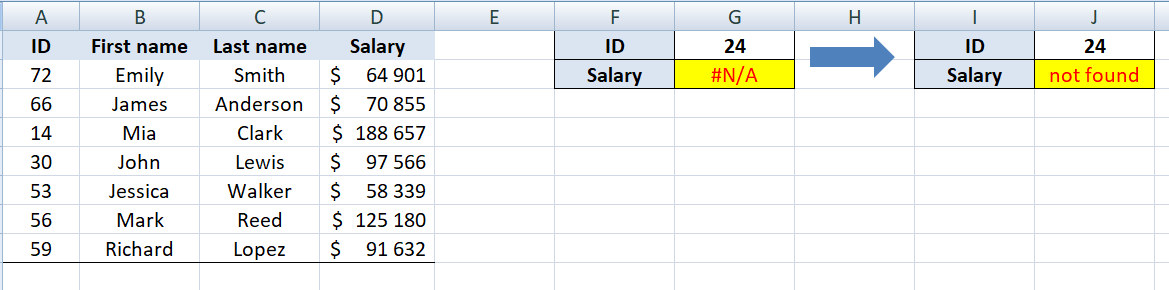 A B C D E F G H I J
ID First name Last name Salary ID 24 ID 24
72 Emily Smith $ 64 901 Salary #N/A Salary not found
66 James Anderson $ 70 855
14 Mia Clark $ 188 657
30 John Lewis $ 97 566
53 Jessica Walker $ 58 339
56 Mark Reed $ 125 180
59 Richard Lopez $ 91 632